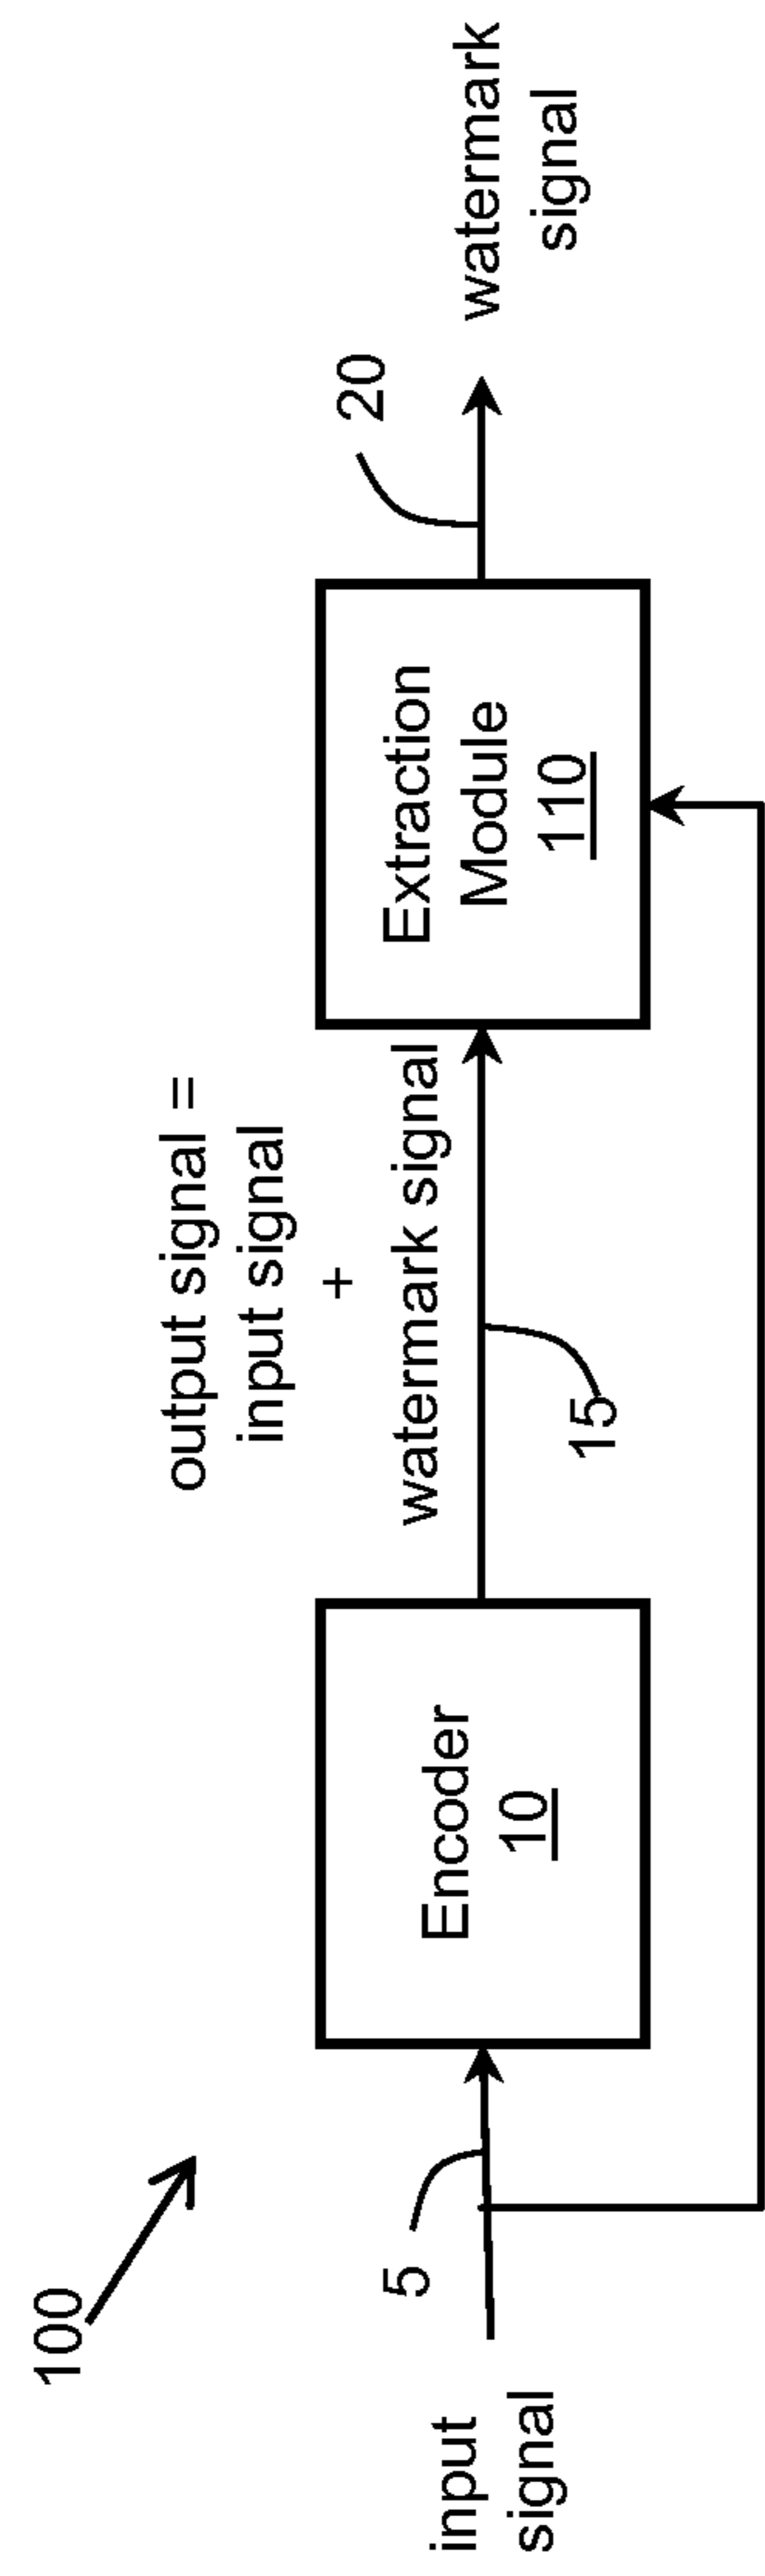 100
input
signal
5
Encoder
10
output signal =
input signal
+
watermark signal
15
Extraction
Module
110
20
watermark
signal